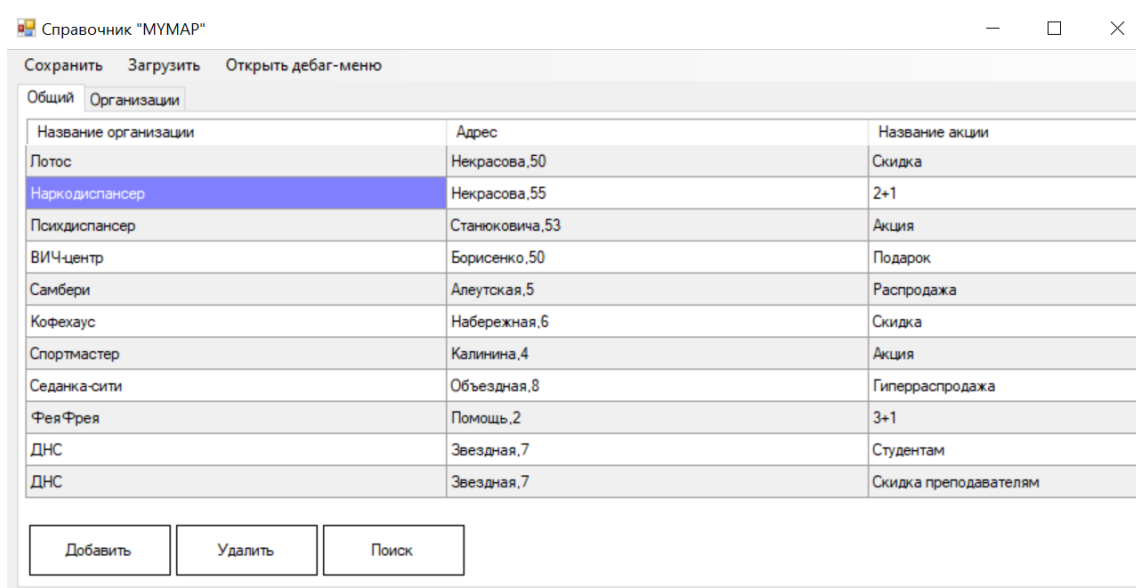 Справочник "MYMAP"
Сохранить Загрузить Открыть дебаг-меню
Общий Организации
Название организации Адрес Название акции
Лотос Некрасова,50 Скидка
Наркодиспансер Некрасова,55 2+1
Психдиспансер Станюковича,53 Акция
ВИЧ-центр Борисенко,50 Подарок
Самбери Алеутская,5 Распродажа
Кофехаус Набережная,6 Скидка
Спортмастер Калинина,4 Акция
Седанка-сити Объездная,8 Гиперраспродажа
ФеяФрея Помощь,2 3+1
ДНС Звездная,7 Студентам
ДНС Звездная,7 Скидка преподавателям
Добавить Удалить Поиск